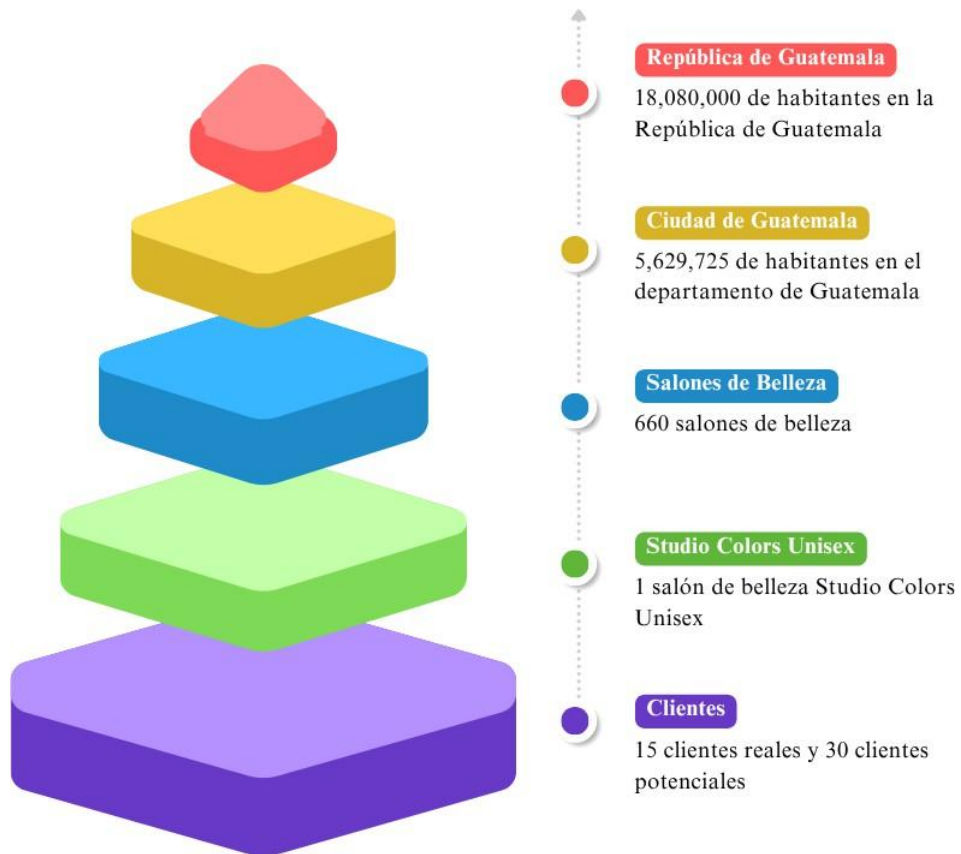 República de Guatemala
18,080,000 de habitantes en la
República de Guatemala
Ciudad de Guatemala
5,629,725 de habitantes en el
departamento de Guatemala
Salones de Belleza
660 salones de belleza
Studio Colors Unisex
1 salón de belleza Studio Colors
Unisex
Clientes
15 clientes reales y 30 clientes
potenciales